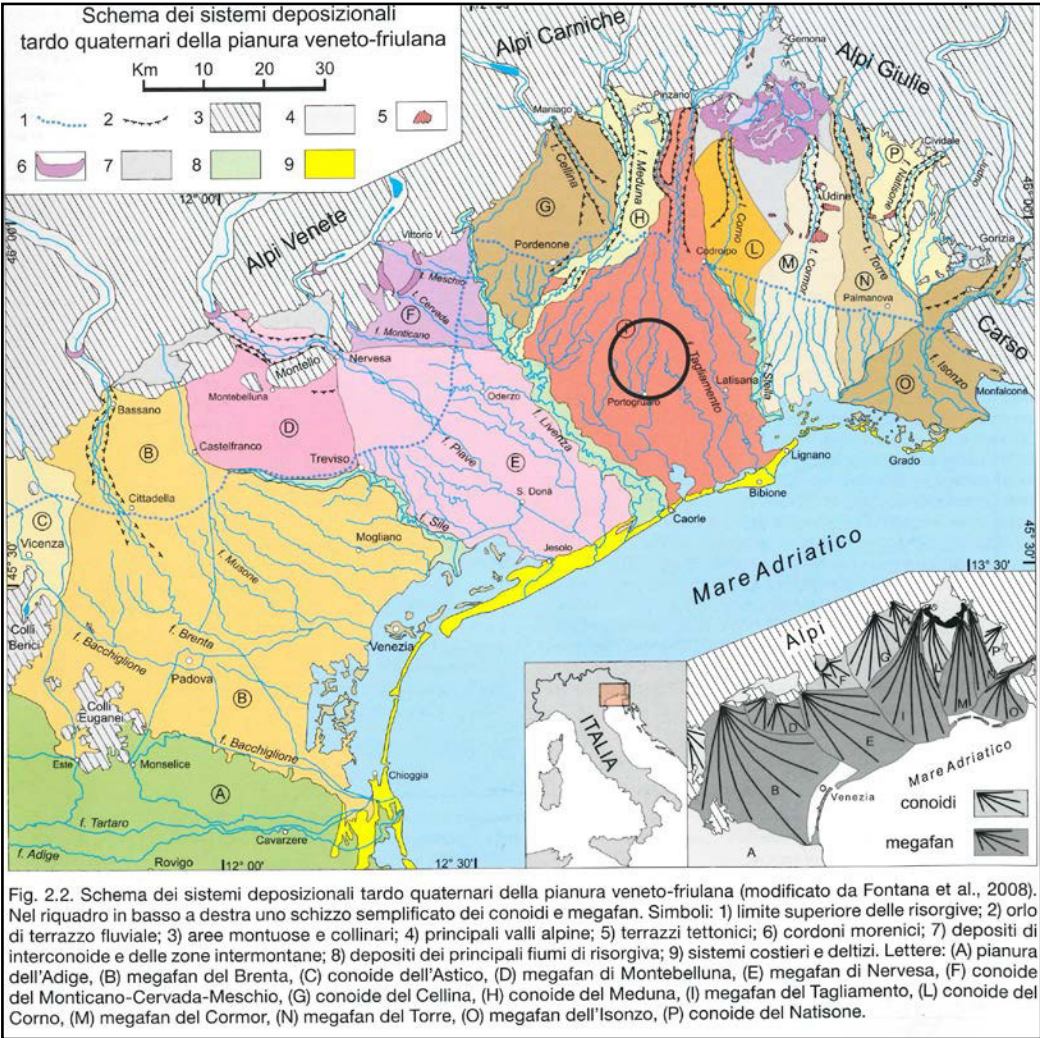 Schema dei sistemi deposizionali
tardo quaternari della pianura veneto-friulana
Km 10 20 30
1 2 3 4 5
6 7 8 9
Alpi Carniche
Gemona
Alpi Giulie
Pinzano
Maniago
Cividale
t. Cellina
f. Meduna
P
f. Natisone
t. Judrio
46° 00'
12° 00'
Alpi Venete
G
H
Udine
Gorizia
46° 00'
Vittorio V.
Pordenone
t. Corno
Codroipo
L
M
t. Cormor
N
t. Torre
Palmanova
f. Meschio
t. Cervada
F
f. Monticano
Carso
Montello
Nervesa
I
f. Tagliamento
Latisana
f. Stella
O
f. Isonzo
Monfalcone
Bassano
Montebelluna
Oderzo
Portogruaro
B
Castelfranco
D
Treviso
f. Livenza
Lignano
Grado
f. Piave
E
Bibione
Cittadella
S. Donà
Caorle
C
Vicenza
f. Sile
Mogliano
Jesolo
45° 30'
45° 30'
13° 30'
f. Musone
Mare Adriatico
Colli
Berici
f. Brenta
f. Bacchiglione
Venezia
Padova
B
Alpi
Colli
Euganei
f. Bacchiglione
ITALIA
G
P
F
L
D
I
M
O
E
B
Mare Adriatico
Venezia
Este
Monselice
Chioggia
A
conoidi
f. Tartaro
megafan
Cavarzere
A
f. Adige
Rovigo
12° 00'
12° 30'
Fig. 2.2. Schema dei sistemi deposizionali tardo quaternari della pianura veneto-friulana (modificato da Fontana et al., 2008).
Nel riquadro in basso a destra uno schizzo semplificato dei conoidi e megafan. Simboli: 1) limite superiore delle risorgive; 2) orlo
di terrazzo fluviale; 3) aree montuose e collinari; 4) principali valli alpine; 5) terrazzi tettonici; 6) cordoni morenici; 7) depositi di
interconoide e delle zone intermontane; 8) depositi dei principali fiumi di risorgiva; 9) sistemi costieri e deltizi. Lettere: (A) pianura
dell'Adige, (B) megafan del Brenta, (C) conoide dell'Astico, (D) megafan di Montebelluna, (E) megafan di Nervesa, (F) conoide
del Monticano-Cervada-Meschio, (G) conoide del Cellina, (H) conoide del Meduna, (I) megafan del Tagliamento, (L) conoide del
Corno, (M) megafan del Cormor, (N) megafan del Torre, (O) megafan dell'Isonzo, (P) conoide del Natisone.